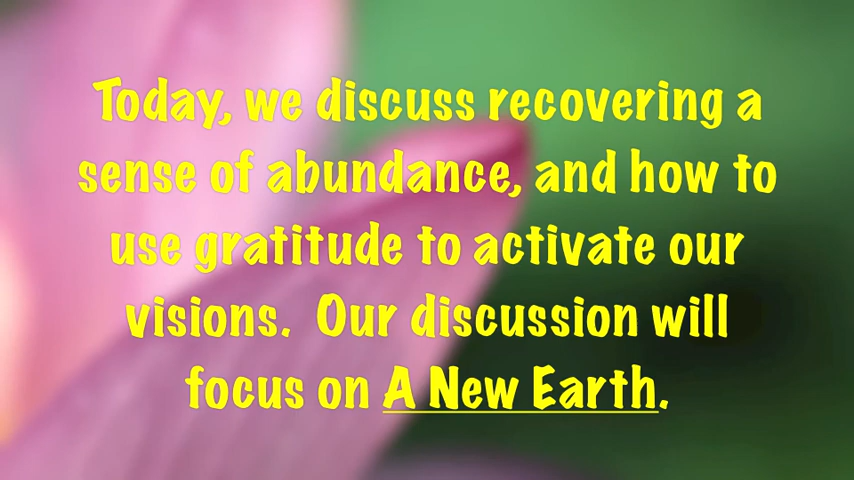 Today, we discuss recovering a
sense of abundance, and how to
use gratitude to activate our
visions.  Our discussion will
focus on A New Earth.